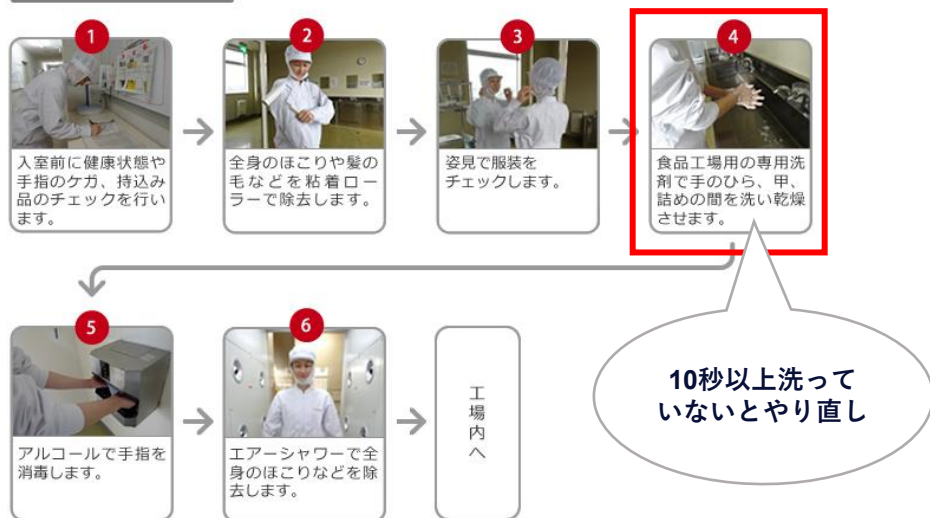 1
入室前に健康状態や
手指のケガ、持込み
品のチェックを行い
ます。
2
全身のほこりや髪の
毛などを粘着ロー
ラーで除去します。
3
姿見で服装を
チェックします。
4
食品工場用の専用洗
剤で手のひら、甲、
詰めの間を洗い乾燥
させます。
10秒以上洗って
いないとやり直し
5
アルコールで手指を
消毒します。
6
エアーシャワーで全
身のほこりなどを除
去します。
工場内へ